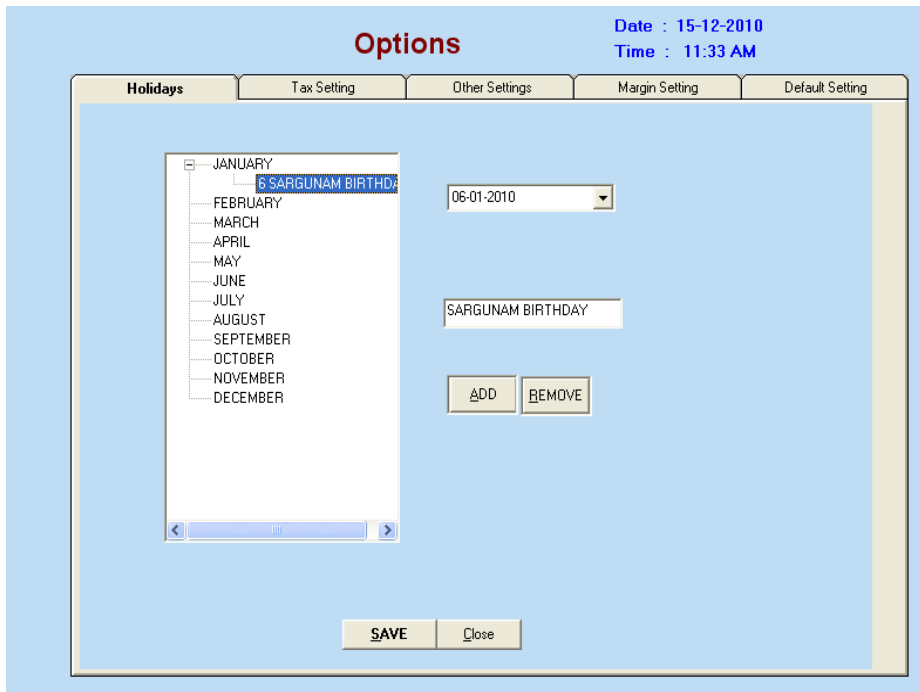 Options
Date : 15-12-2010
Time : 11:33 AM
Holidays Tax Setting Other Settings Margin Setting Default Setting
JANUARY
6 SARGUNAM BIRTHDA
FEBRUARY
MARCH
APRIL
MAY
JUNE
JULY
AUGUST
SEPTEMBER
OCTOBER
NOVEMBER
DECEMBER
06-01-2010
SARGUNAM BIRTHDAY
ADD REMOVE
SAVE Close